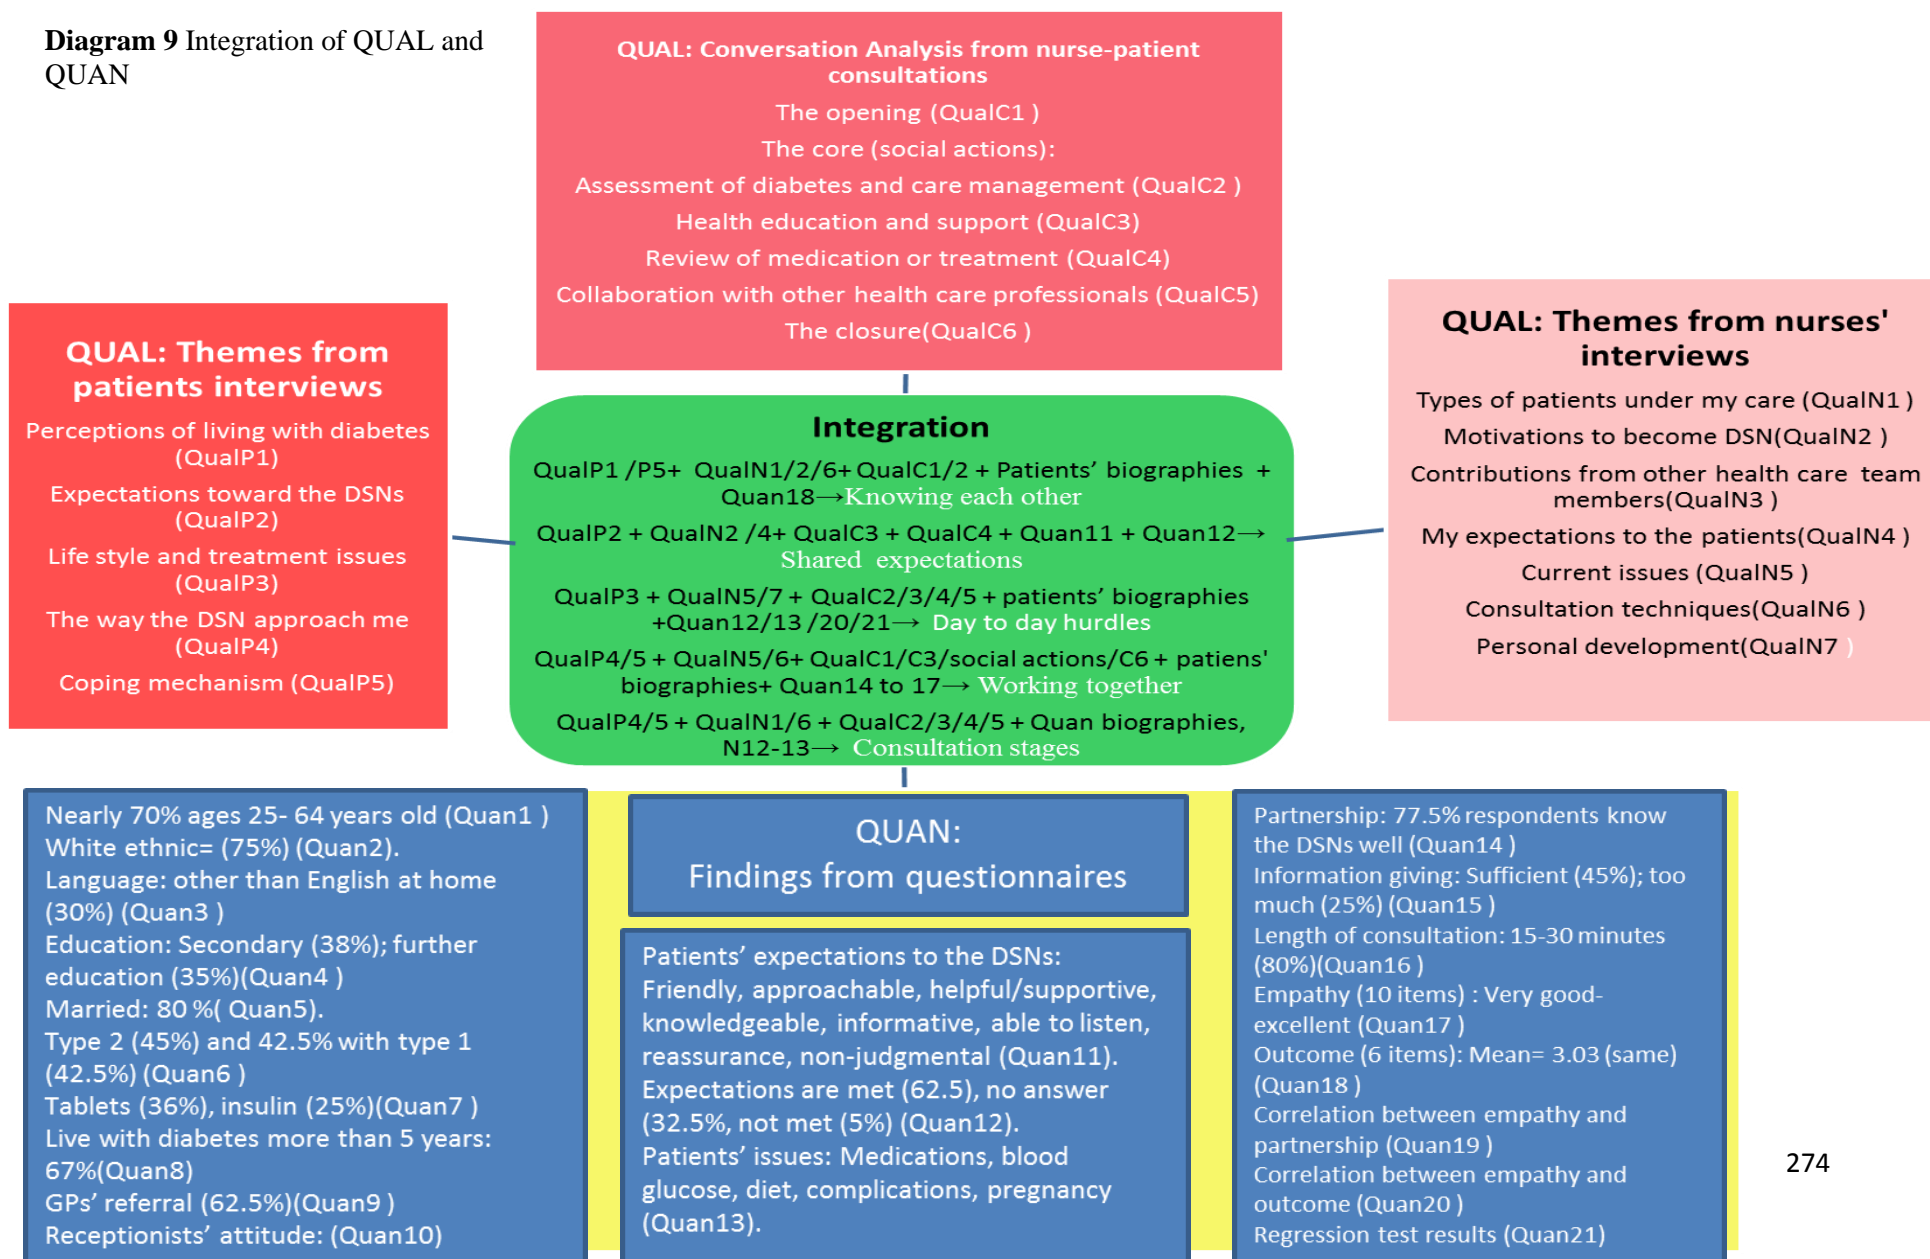 Diagram 9 Integration of QUAL and
QUAN
QUAL: Conversation Analysis from nurse-patient
consultations
The opening (QualC1 )
The core (social actions):
Assessment of diabetes and care management (QualC2 )
Health education and support (QualC3)
Review of medication or treatment (QualC4)
Collaboration with other health care professionals (QualC5)
The closure(QualC6 )
QUAL: Themes from
patients interviews
Perceptions of living with diabetes
(QualP1)
Expectations toward the DSNs
(QualP2)
Life style and treatment issues
(QualP3)
The way the DSN approach me
(QualP4)
Coping mechanism (QualP5)
Integration
QualP1 /P5+ QualN1/2/6+ QualC1/2 + Patients’ biographies +
Quan18→Knowing each other
QualP2 + QualN2 /4+ QualC3 + QualC4 + Quan11 + Quan12→
Shared expectations
QualP3 + QualN5/7 + QualC2/3/4/5 + patients’ biographies
+Quan12/13 /20/21→ Day to day hurdles
QualP4/5 + QualN5/6+ QualC1/C3/social actions/C6 + patiens'
biographies+ Quan14 to 17→ Working together
QualP4/5 + QualN1/6 + QualC2/3/4/5 + Quan biographies,
N12-13→ Consultation stages
QUAL: Themes from nurses'
interviews
Types of patients under my care (QualN1 )
Motivations to become DSN(QualN2 )
Contributions from other health care team
members(QualN3 )
My expectations to the patients(QualN4 )
Current issues (QualN5 )
Consultation techniques(QualN6 )
Personal development(QualN7 )
Nearly 70% ages 25- 64 years old (Quan1 )
White ethnic= (75%) (Quan2).
Language: other than English at home
(30%) (Quan3 )
Education: Secondary (38%); further
education (35%)(Quan4 )
Married: 80 %( Quan5).
Type 2 (45%) and 42.5% with type 1
(42.5%) (Quan6 )
Tablets (36%), insulin (25%)(Quan7 )
Live with diabetes more than 5 years:
67%(Quan8)
GPs’ referral (62.5%)(Quan9 )
Receptionists’ attitude: (Quan10)
QUAN:
Findings from questionnaires
Patients’ expectations to the DSNs:
Friendly, approachable, helpful/supportive,
knowledgeable, informative, able to listen,
reassurance, non-judgmental (Quan11).
Expectations are met (62.5), no answer
(32.5%, not met (5%) (Quan12).
Patients’ issues: Medications, blood
glucose, diet, complications, pregnancy
(Quan13).
Partnership: 77.5% respondents know
the DSNs well (Quan14 )
Information giving: Sufficient (45%); too
much (25%) (Quan15 )
Length of consultation: 15-30 minutes
(80%)(Quan16 )
Empathy (10 items) : Very good-
excellent (Quan17 )
Outcome (6 items): Mean= 3.03 (same)
(Quan18 )
Correlation between empathy and
partnership (Quan19 )
Correlation between empathy and
outcome (Quan20 )
Regression test results (Quan21)
274